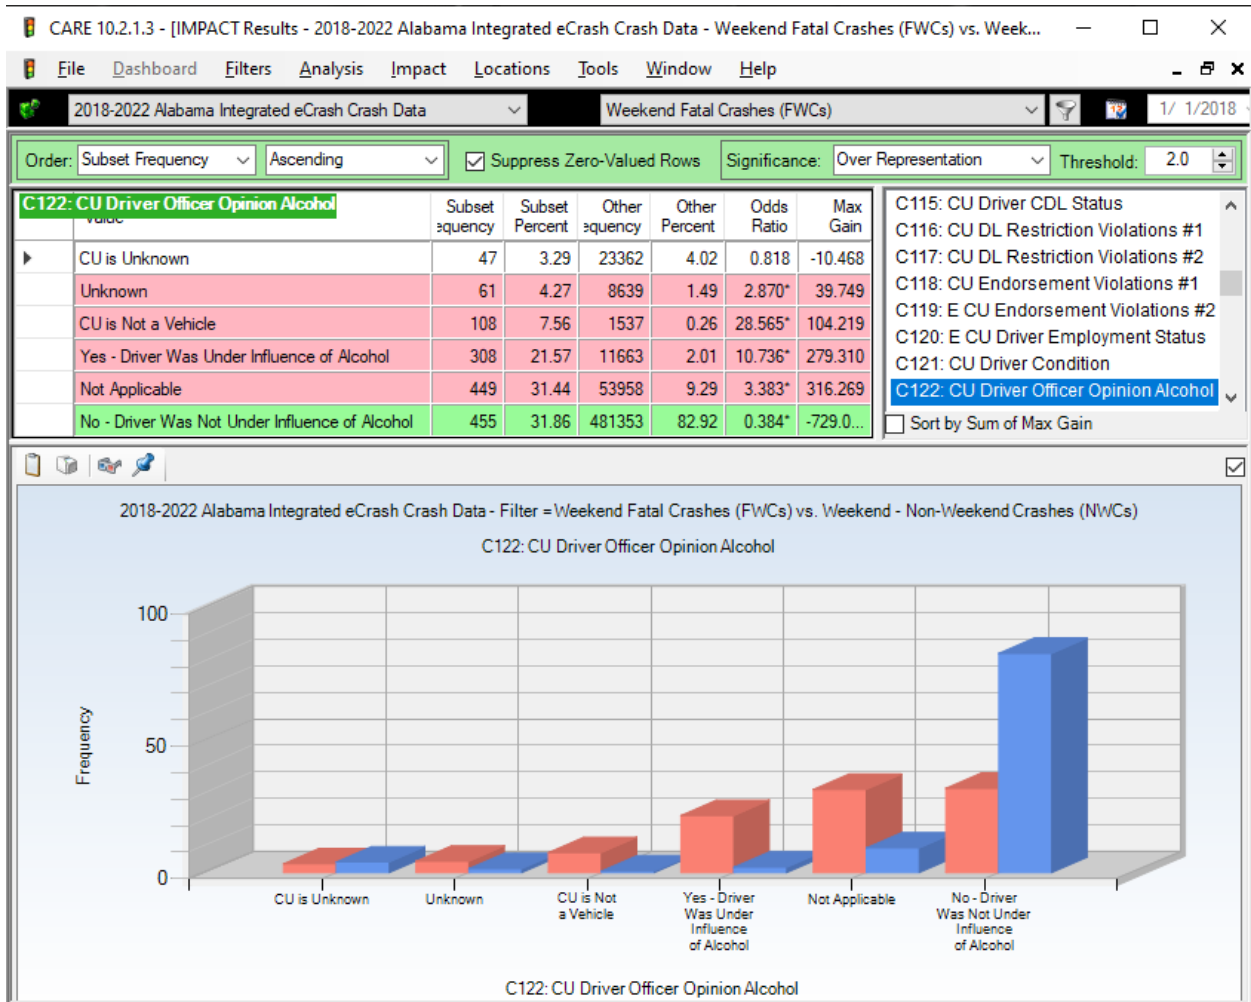 CARE 10.2.1.3 - [IMPACT Results - 2018-2022 Alabama Integrated eCrash Crash Data - Weekend Fatal Crashes (FWCs) vs. Week...
File Dashboard Filters Analysis Impact Locations Tools Window Help
2018-2022 Alabama Integrated eCrash Crash Data Weekend Fatal Crashes (FWCs) 1/ 1/2018
Order: Subset Frequency Ascending Suppress Zero-Valued Rows Significance: Over Representation Threshold: 2.0
C122: CU Driver Officer Opinion Alcohol
Subset Subset Other Other Odds Max
equency Percent equency Percent Ratio Gain
CU is Unknown 47 3.29 23362 4.02 0.818 -10.468
Unknown 61 4.27 8639 1.49 2.870* 39.749
CU is Not a Vehicle 108 7.56 1537 0.26 28.565* 104.219
Yes - Driver Was Under Influence of Alcohol 308 21.57 11663 2.01 10.736* 279.310
Not Applicable 449 31.44 53958 9.29 3.383* 316.269
No - Driver Was Not Under Influence of Alcohol 455 31.86 481353 82.92 0.384* -729.0...
C115: CU Driver CDL Status
C116: CU DL Restriction Violations #1
C117: CU DL Restriction Violations #2
C118: CU Endorsement Violations #1
C119: E CU Endorsement Violations #2
C120: E CU Driver Employment Status
C121: CU Driver Condition
C122: CU Driver Officer Opinion Alcohol
Sort by Sum of Max Gain
2018-2022 Alabama Integrated eCrash Crash Data - Filter = Weekend Fatal Crashes (FWCs) vs. Weekend - Non-Weekend Crashes (NWCs)
C122: CU Driver Officer Opinion Alcohol
100
50
0
Frequency
CU is Unknown
Unknown
CU is Not
a Vehicle
Yes - Driver
Was Under
Influence
of Alcohol
Not Applicable
No - Driver
Was Not Under
Influence
of Alcohol
C122: CU Driver Officer Opinion Alcohol